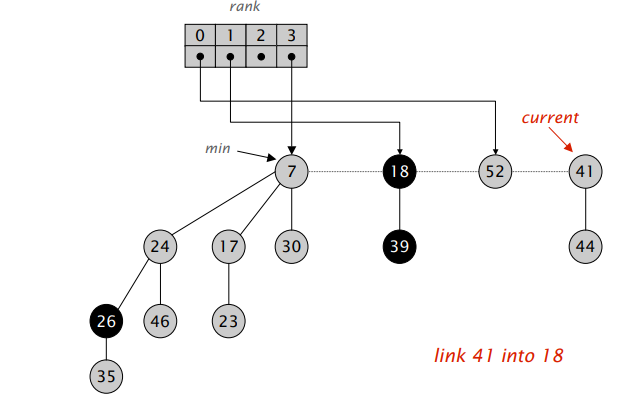 rank
0 1 2 3
current
min
7 18 52 41
24 17 30 39 44
26 46 23
link 41 into 18
35